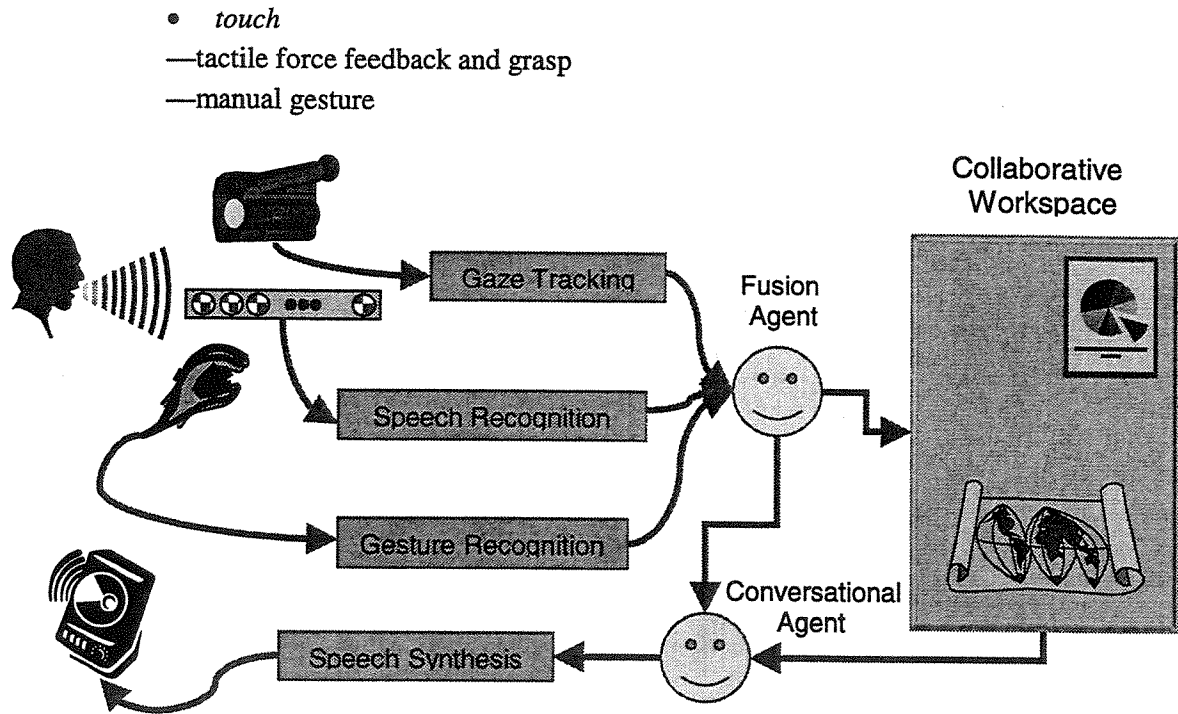 • touch
—tactile force feedback and grasp
—manual gesture
Collaborative
Workspace
Gaze Tracking
Fusion
Agent
Speech Recognition
Gesture Recognition
Conversational
Agent
Speech Synthesis